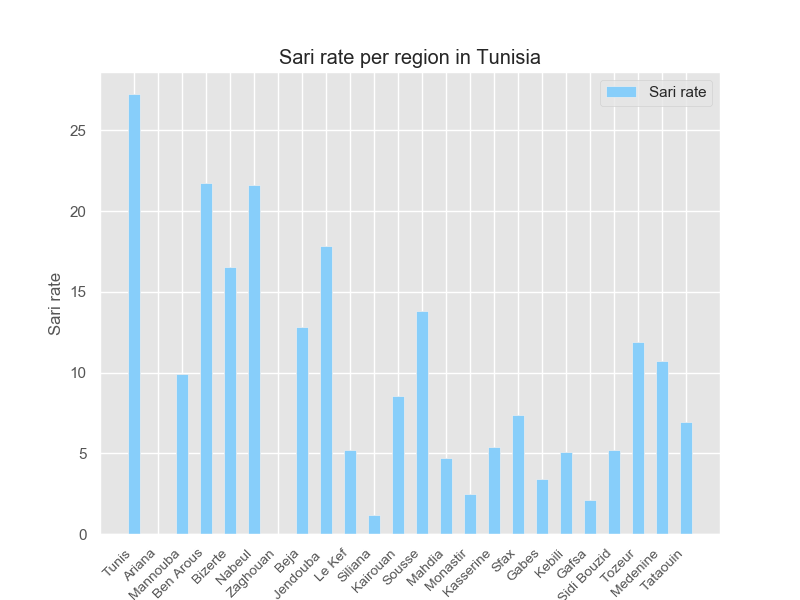 Sari rate per region in Tunisia
Sari rate
25
20
15
10
5
0
Sari rate
Tunis
Ariana
Mannouba
Ben Arous
Bizerte
Nabeul
Zaghouan
Beja
Jendouba
Le Kef
Siliana
Kairouan
Sousse
Mahdia
Monastir
Kasserine
Sfax
Gabes
Kebili
Gafsa
Sidi Bouzid
Tozeur
Medenine
Tataouin